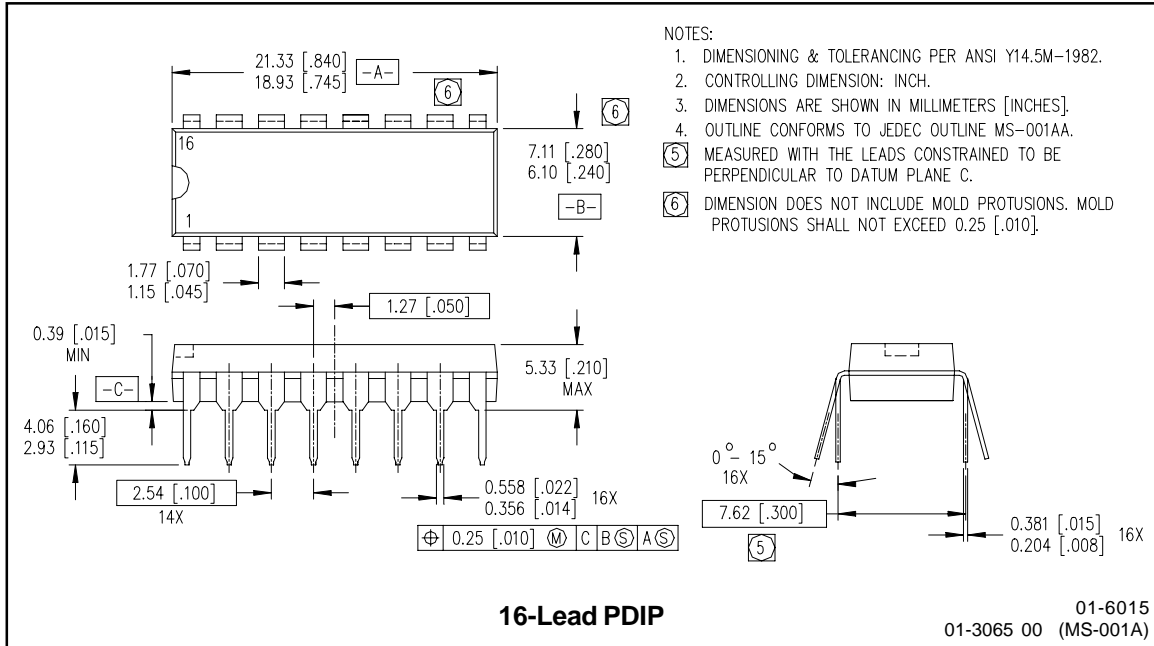 21.33 [.840]
18.93 [.745]
-A-
6
6
16
1
7.11 [.280]
6.10 [.240]
-B-
NOTES:
1. DIMENSIONING & TOLERANCING PER ANSI Y14.5M-1982.
2. CONTROLLING DIMENSION: INCH.
3. DIMENSIONS ARE SHOWN IN MILLIMETERS [INCHES].
4. OUTLINE CONFORMS TO JEDEC OUTLINE MS-001AA.
5 MEASURED WITH THE LEADS CONSTRAINED TO BE
PERPENDICULAR TO DATUM PLANE C.
6 DIMENSION DOES NOT INCLUDE MOLD PROTUSIONS. MOLD
PROTUSIONS SHALL NOT EXCEED 0.25 [.010].
1.77 [.070]
1.15 [.045]
1.27 [.050]
0.39 [.015]
MIN
-C-
5.33 [.210]
MAX
4.06 [.160]
2.93 [.115]
2.54 [.100]
14X
0.558 [.022]
0.356 [.014]
16X
⌖ 0.25 [.010] Ⓜ C B Ⓢ A Ⓢ
0° - 15°
16X
7.62 [.300]
5
0.381 [.015]
0.204 [.008]
16X
16-Lead PDIP
01-6015
01-3065 00 (MS-001A)